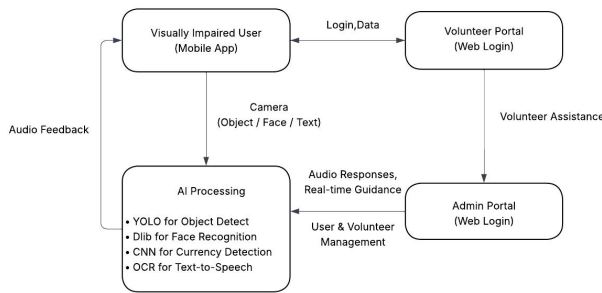 Visually Impaired User
(Mobile App)
Login,Data
Volunteer Portal
(Web Login)
Camera
(Object / Face / Text)
Audio Feedback
Volunteer Assistance
AI Processing
• YOLO for Object Detect
• Dlib for Face Recognition
• CNN for Currency Detection
• OCR for Text-to-Speech
Audio Responses,
Real-time Guidance
User & Volunteer
Management
Admin Portal
(Web Login)